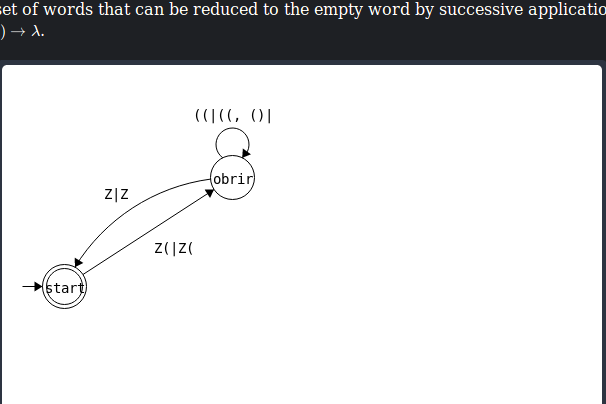 set of words that can be reduced to the empty word by successive applicatio
) → λ.
((|((, ()|
obrir
Z|Z
Z(|Z(
start